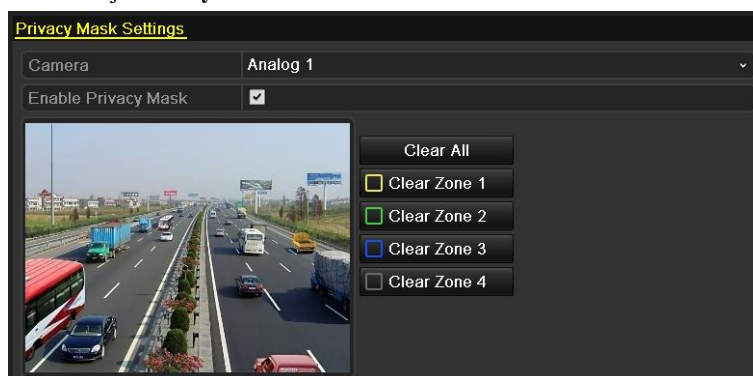 Privacy Mask Settings
Camera Analog 1
Enable Privacy Mask
Clear All
Clear Zone 1
Clear Zone 2
Clear Zone 3
Clear Zone 4